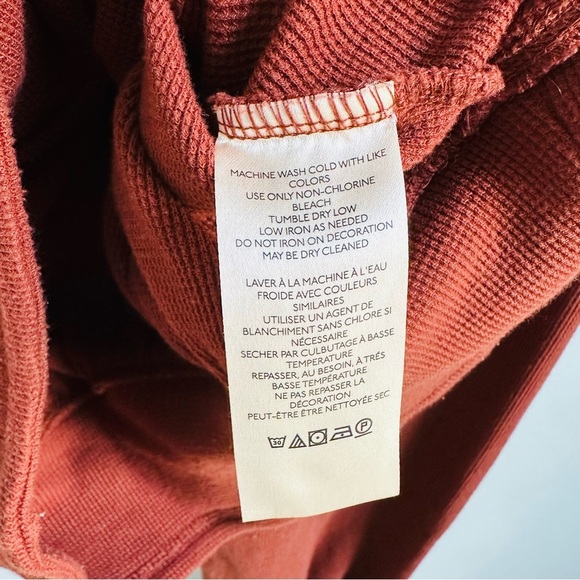 MACHINE WASH COLD WITH LIKE
COLORS
USE ONLY NON-CHLORINE
BLEACH
TUMBLE DRY LOW
LOW IRON AS NEEDED
DO NOT IRON ON DECORATION
MAY BE DRY CLEANED
LAVER À LA MACHINE À L'EAU
FROIDE AVEC COULEURS
SIMILAIRES
UTILISER UN AGENT DE
BLANCHIMENT SANS CHLORE SI
NÉCESSAIRE
SECHER PAR CULBUTAGE À BASSE
TEMPERATURE
REPASSER, AU BESOIN, À TRÉS
BASSE TEMPÉRATURE
NE PAS REPASSER LA
DÉCORATION
PEUT-ÊTRE ÊTRE NETTOYÉE SEC
30 P